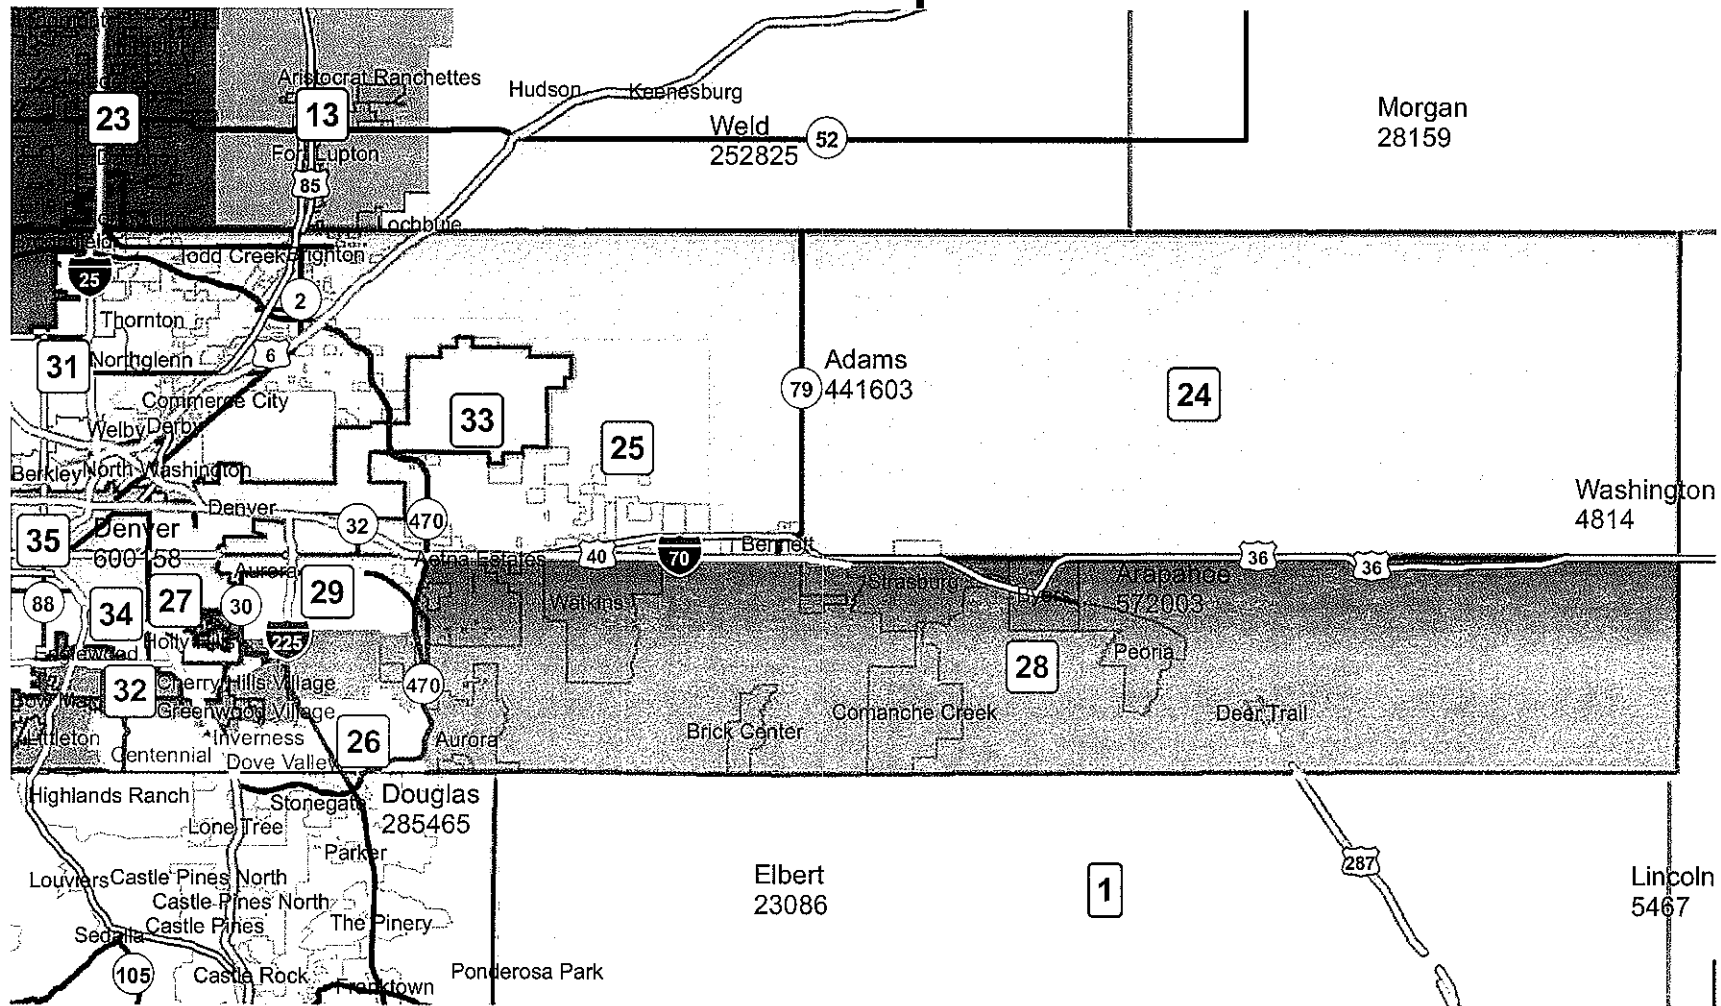 Aristocrat Ranchettes
Hudson
Keenesburg
23
13
Weld
252825
52
Morgan
28159
Fort Lupton
85
Lochbuie
Todd Creek
Brighton
25
2
Thornton
6
31
Northglenn
Adams
441603
79
24
Commerce City
33
Welby
Derby
25
Berkley
North Washington
Washington
4814
Denver
32
470
35
Denver
Bennett
40
70
36
36
Aetna Estates
Aurora
Strasburg
Arapahoe
572003
88
34
27
30
29
Watkins
Byers
225
Holly Hills
Englewood
28
Peoria
32
Cherry Hills Village
470
Bow Mar
Greenwood Village
Comanche Creek
Deer Trail
Littleton
Inverness
26
Aurora
Brick Center
Centennial
Dove Valley
Highlands Ranch
Stonegate
Douglas
285465
Lone Tree
Parker
287
Louviers
Castle Pines North
Elbert
23086
1
Lincoln
5467
Castle Pines North
Castle Pines
The Pinery
Sedalia
105
Castle Rock
Ponderosa Park
Franktown